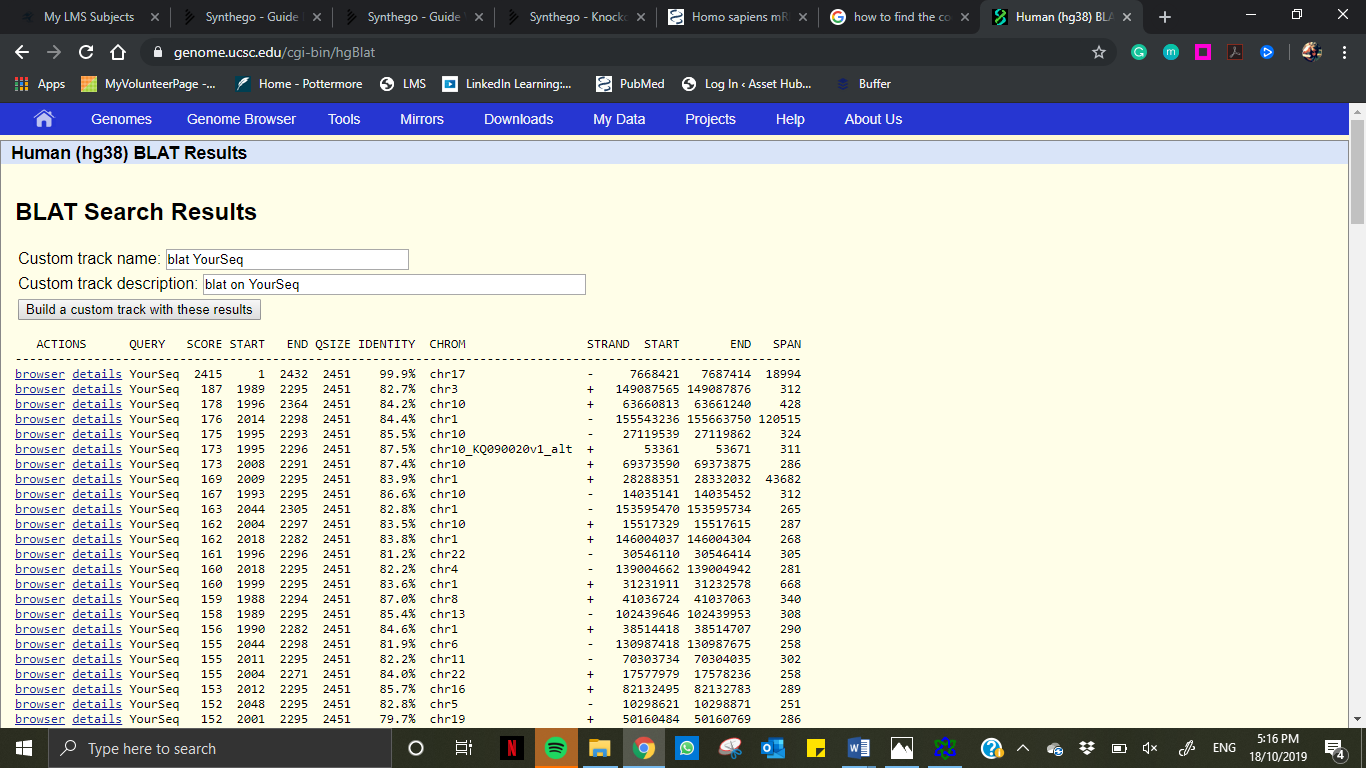 My LMS Subjects
Synthego - Guide
Synthego - Guide
Synthego - Knocko
Homo sapiens mR
how to find the co
Human (hg38) BLA
genome.ucsc.edu/cgi-bin/hgBlat
Apps MyVolunteerPage -... Home - Pottermore LMS LinkedIn Learning:... PubMed Log In ‹ Asset Hub... Buffer
Genomes Genome Browser Tools Mirrors Downloads My Data Projects Help About Us
Human (hg38) BLAT Results
BLAT Search Results
Custom track name: blat YourSeq
Custom track description: blat on YourSeq
Build a custom track with these results
ACTIONS QUERY SCORE START END QSIZE IDENTITY CHROM STRAND START END SPAN
browser details YourSeq 2415 1 2432 2451 99.9% chr17 - 7668421 7687414 18994
browser details YourSeq 187 1989 2295 2451 82.7% chr3 + 149087565 149087876 312
browser details YourSeq 178 1996 2364 2451 84.2% chr10 + 63660813 63661240 428
browser details YourSeq 176 2014 2298 2451 84.4% chr1 - 155543236 155663750 120515
browser details YourSeq 175 1995 2293 2451 85.5% chr10 - 27119539 27119862 324
browser details YourSeq 173 1995 2296 2451 87.5% chr10_KQ090020v1_alt + 53361 53661 311
browser details YourSeq 173 2008 2291 2451 87.4% chr10 + 69373590 69373875 286
browser details YourSeq 169 2009 2295 2451 83.9% chr1 + 28288351 28332032 43682
browser details YourSeq 167 1993 2295 2451 86.6% chr10 - 14035141 14035452 312
browser details YourSeq 163 2044 2305 2451 82.8% chr1 - 153595470 153595734 265
browser details YourSeq 162 2004 2297 2451 83.5% chr10 + 15517329 15517615 287
browser details YourSeq 162 2018 2282 2451 83.8% chr1 + 146004037 146004304 268
browser details YourSeq 161 1996 2296 2451 81.2% chr22 - 30546110 30546414 305
browser details YourSeq 160 2018 2295 2451 82.2% chr4 - 139004662 139004942 281
browser details YourSeq 160 1999 2295 2451 83.6% chr1 + 31231911 31232578 668
browser details YourSeq 159 1988 2294 2451 87.0% chr8 + 41036724 41037063 340
browser details YourSeq 158 1989 2295 2451 85.4% chr13 - 102439646 102439953 308
browser details YourSeq 156 1990 2282 2451 84.6% chr1 + 38514418 38514707 290
browser details YourSeq 155 2044 2298 2451 81.9% chr6 - 130987418 130987675 258
browser details YourSeq 155 2011 2295 2451 82.2% chr11 - 70303734 70304035 302
browser details YourSeq 155 2004 2271 2451 84.0% chr22 + 17577979 17578236 258
browser details YourSeq 153 2012 2295 2451 85.7% chr16 + 82132495 82132783 289
browser details YourSeq 152 2048 2295 2451 82.8% chr5 - 10298621 10298871 251
browser details YourSeq 152 2001 2295 2451 79.7% chr19 + 50160484 50160769 286
Type here to search
ENG
5:16 PM
18/10/2019
4